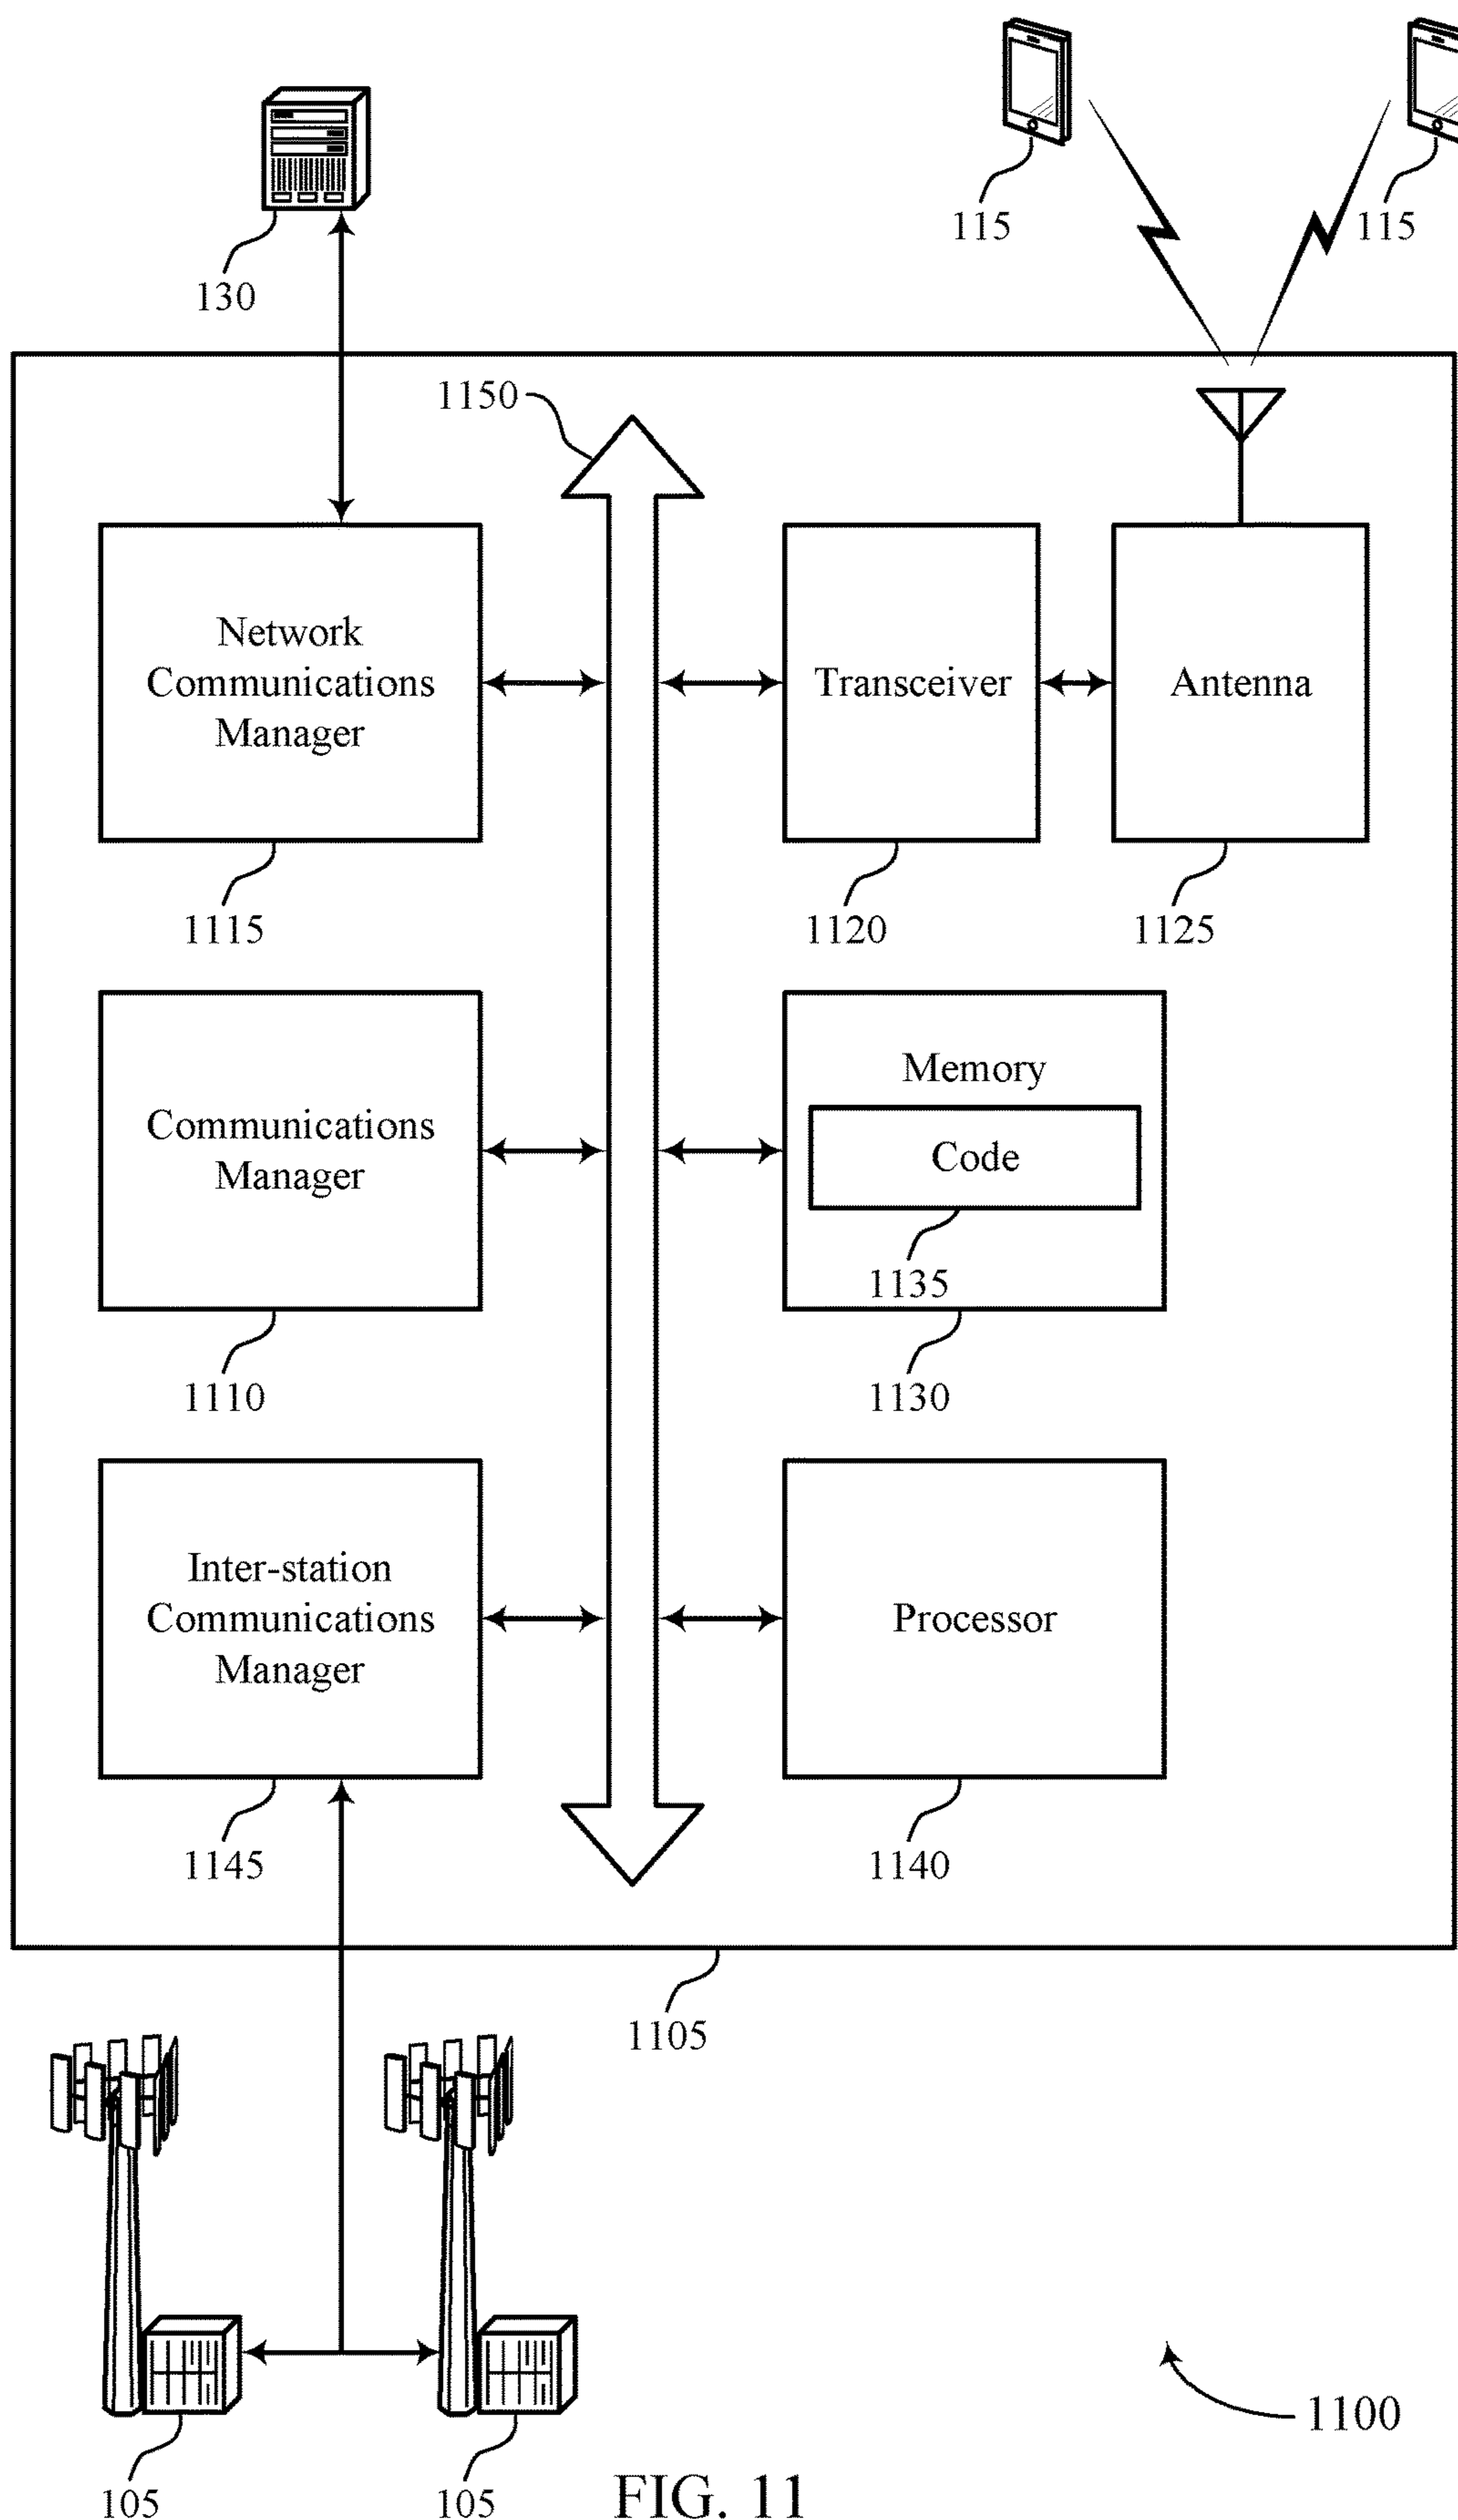 115
115
130
1150
Network
Communications
Manager
Transceiver
Antenna
1115
1120
1125
Communications
Manager
Memory
Code
1135
1110
1130
Inter-station
Communications
Manager
Processor
1145
1140
1105
1100
105
105
FIG. 11